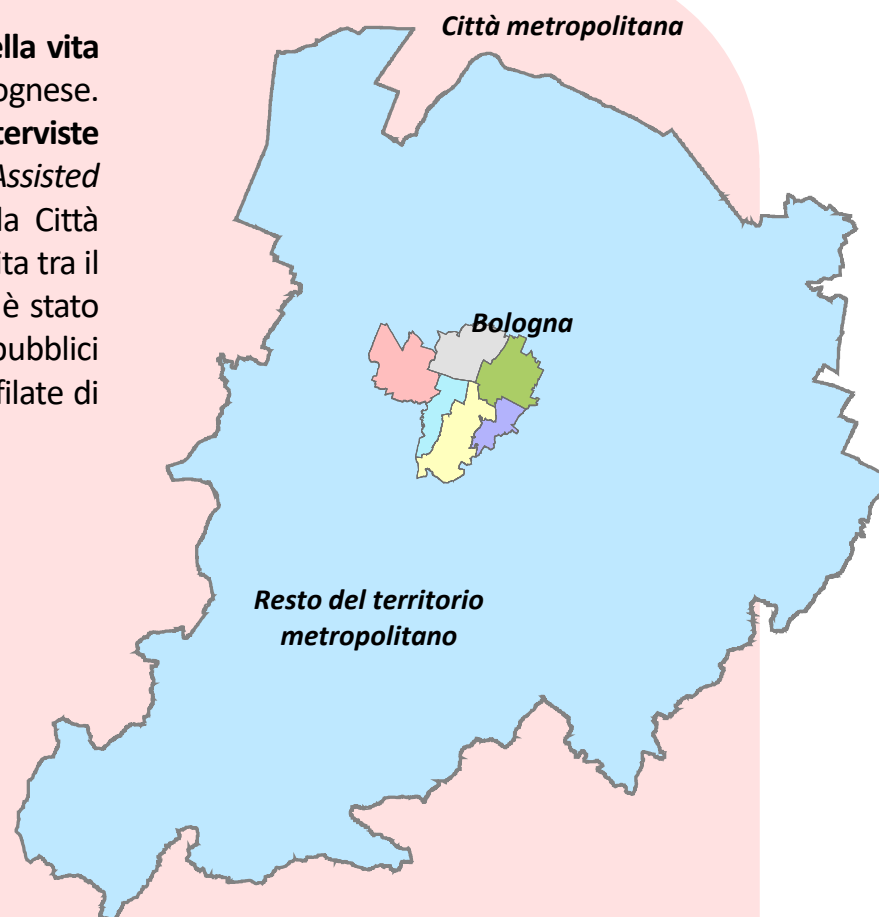 Città metropolitana
ella vita
ognese.
terviste
Assisted
la Città
ita tra il
è stato
pubblici
filate di
Bologna
Resto del territorio
metropolitano